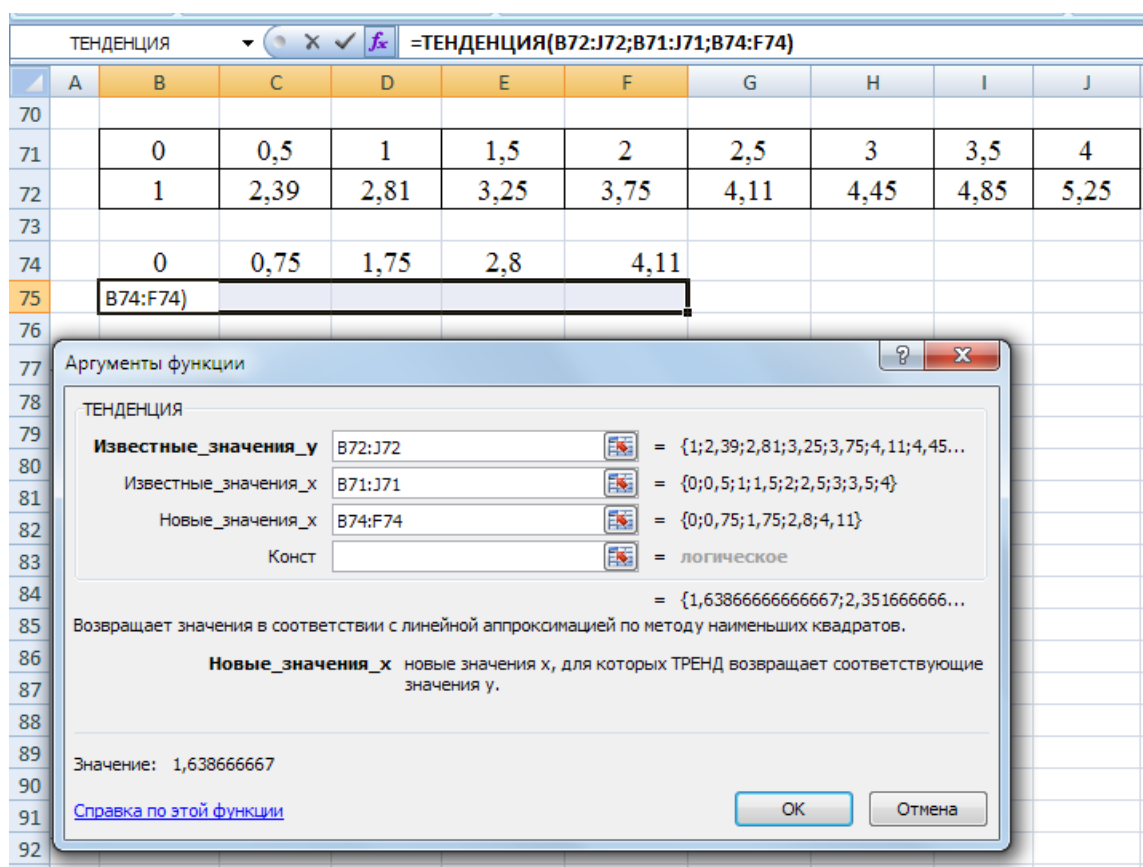 ТЕНДЕНЦИЯ fx =ТЕНДЕНЦИЯ(B72:J72;B71:J71;B74:F74)
A B C D E F G H I J
70
71 0 0,5 1 1,5 2 2,5 3 3,5 4
72 1 2,39 2,81 3,25 3,75 4,11 4,45 4,85 5,25
73
74 0 0,75 1,75 2,8 4,11
75 B74:F74)
76
77 Аргументы функции ?
78 ТЕНДЕНЦИЯ
79 Известные_значения_y B72:J72 = {1;2,39;2,81;3,25;3,75;4,11;4,45...
80
81 Известные_значения_x B71:J71 = {0;0,5;1;1,5;2;2,5;3;3,5;4}
82 Новые_значения_x B74:F74 = {0;0,75;1,75;2,8;4,11}
83 Конст = логическое
84 = {1,63866666666667;2,351666666...
85 Возвращает значения в соответствии с линейной аппроксимацией по методу наименьших квадратов.
86 Новые_значения_x новые значения x, для которых ТРЕНД возвращает соответствующие
87 значения y.
88
89 Значение: 1,638666667
90
91 Справка по этой функции OK Отмена
92